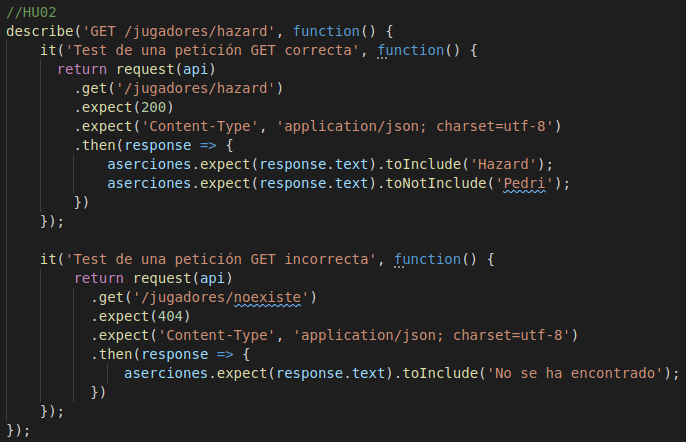 //HU02
describe('GET /jugadores/hazard', function() {
it('Test de una petición GET correcta', function() {
return request(api)
.get('/jugadores/hazard')
.expect(200)
.expect('Content-Type', 'application/json; charset=utf-8')
.then(response => {
aserciones.expect(response.text).toInclude('Hazard');
aserciones.expect(response.text).toNotInclude('Pedri');
})
});
it('Test de una petición GET incorrecta', function() {
return request(api)
.get('/jugadores/noexiste')
.expect(404)
.expect('Content-Type', 'application/json; charset=utf-8')
.then(response => {
aserciones.expect(response.text).toInclude('No se ha encontrado');
})
});
});